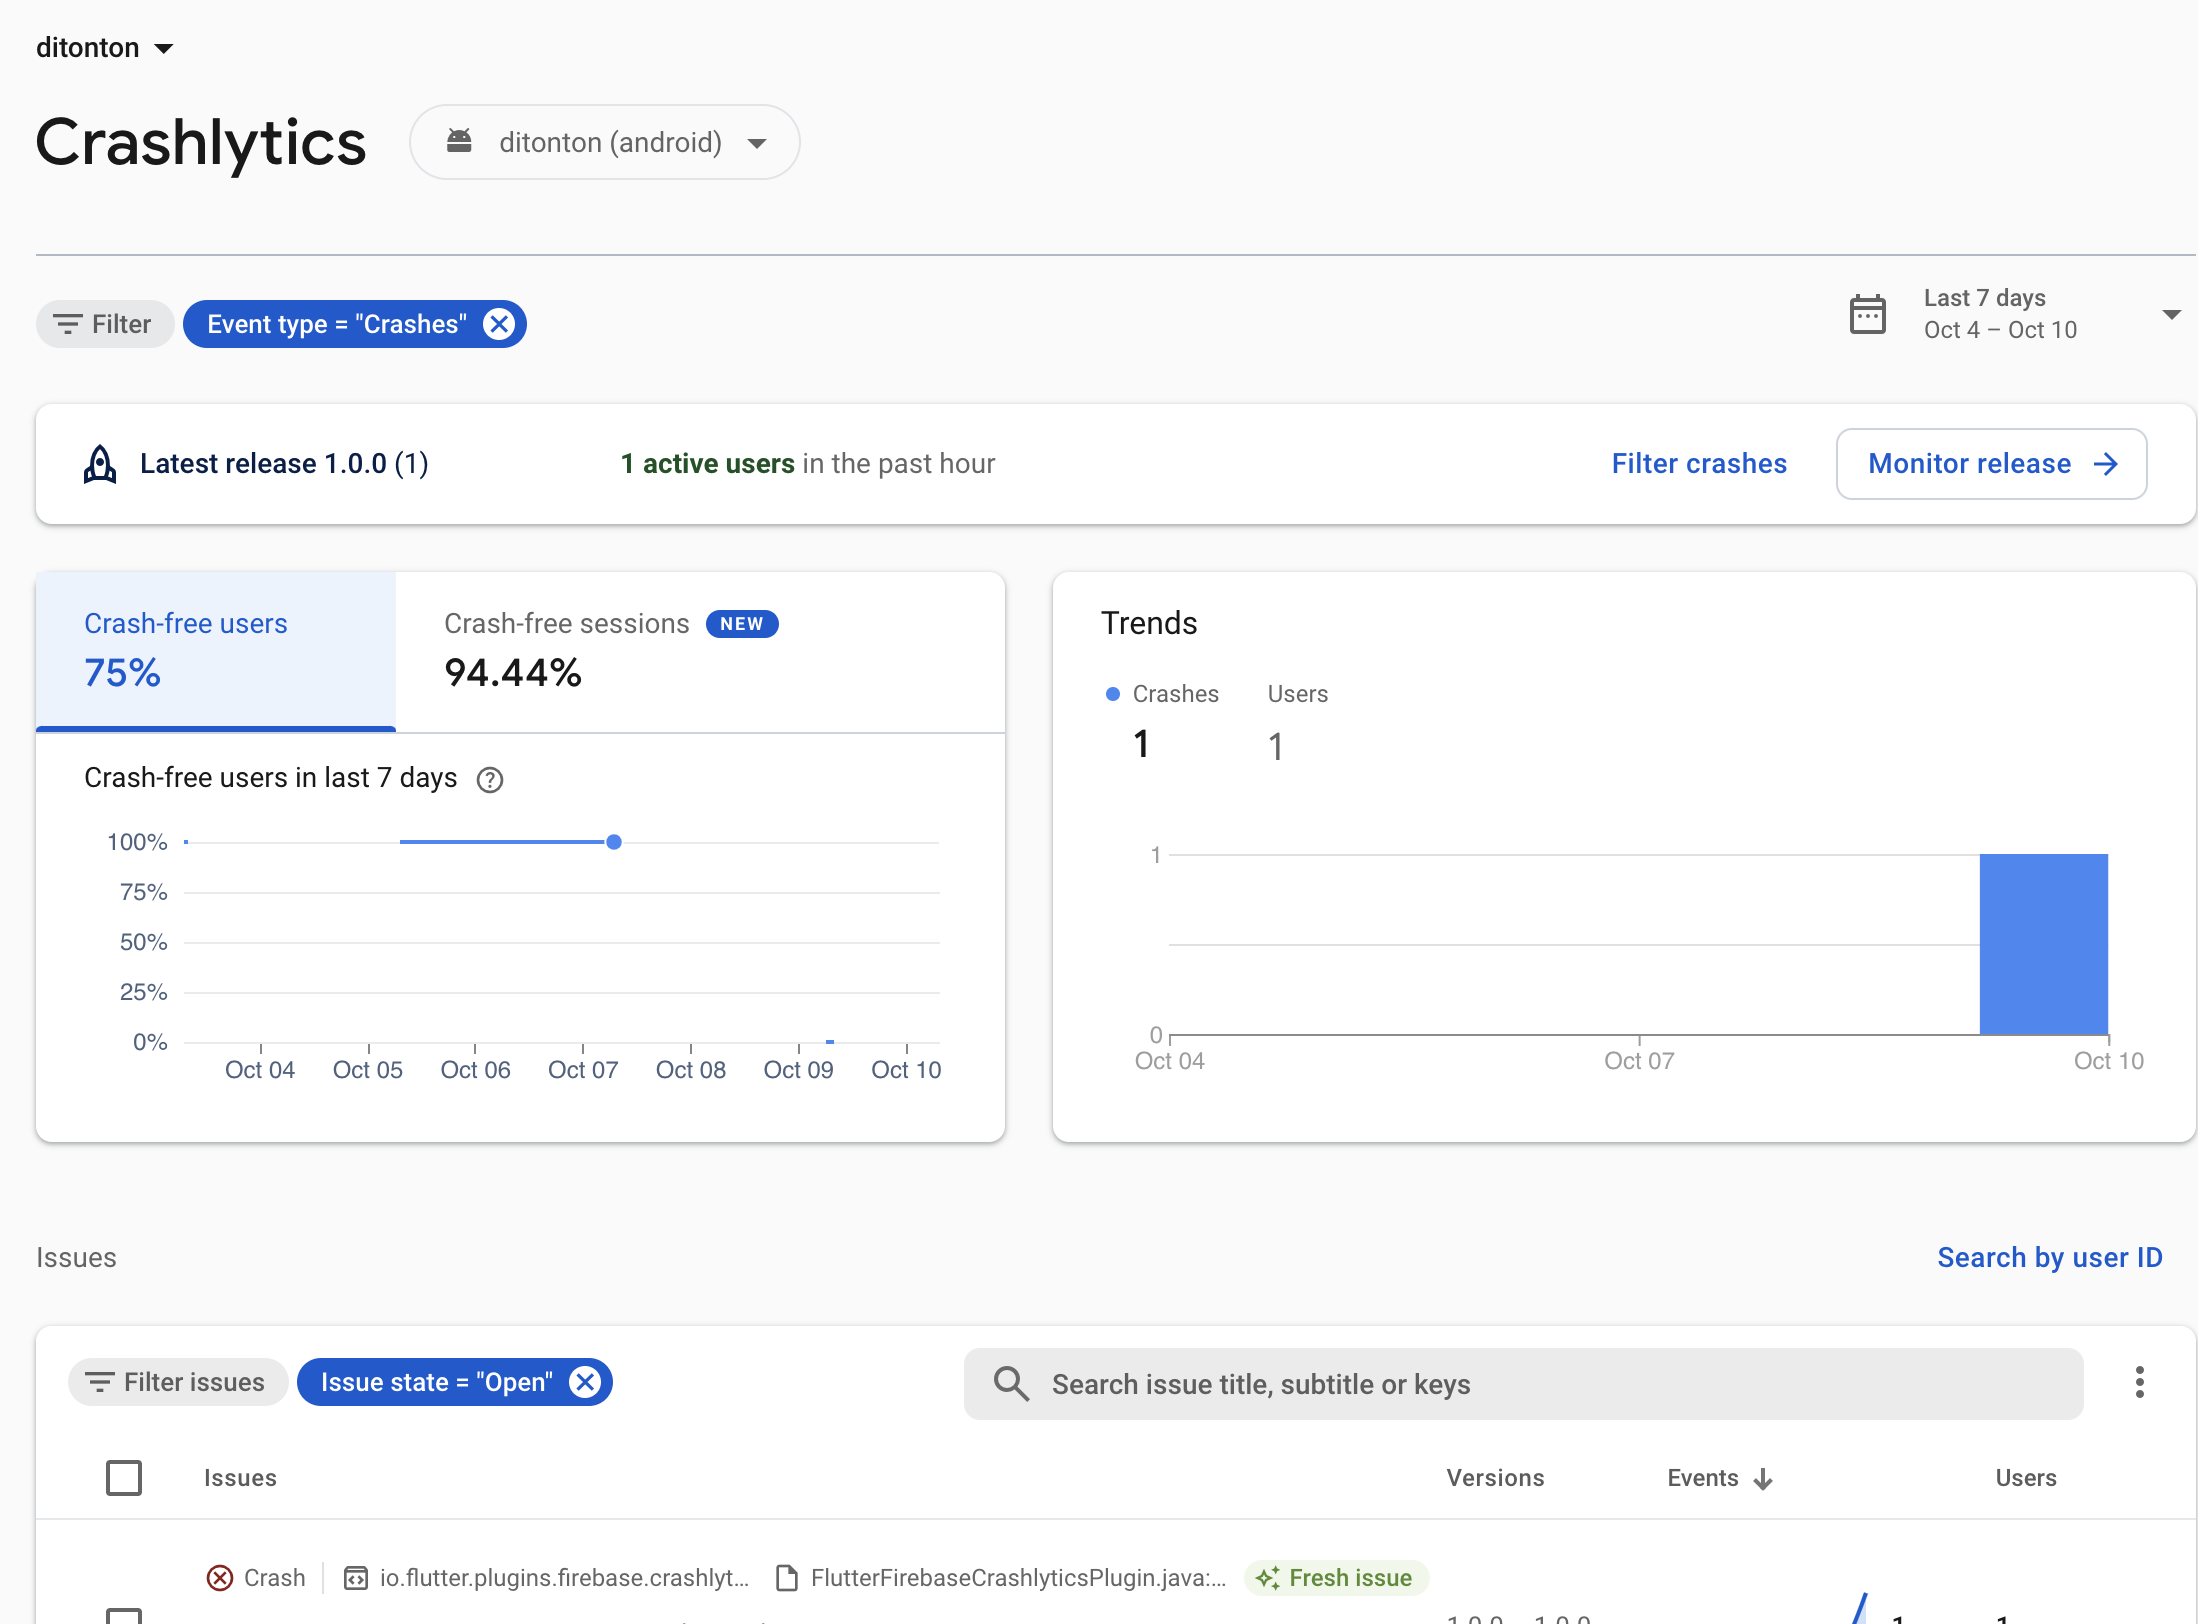 ditonton
Crashlytics
ditonton (android)
Filter
Event type = "Crashes"
Last 7 days
Oct 4 – Oct 10
Latest release 1.0.0 (1)
1 active users in the past hour
Filter crashes
Monitor release
Crash-free users
75%
Crash-free sessions NEW
94.44%
Crash-free users in last 7 days
100%
75%
50%
25%
0%
Oct 04 Oct 05 Oct 06 Oct 07 Oct 08 Oct 09 Oct 10
Trends
Crashes Users
1 1
1
0
Oct 04 Oct 07 Oct 10
Issues
Search by user ID
Filter issues
Issue state = "Open"
Search issue title, subtitle or keys
Issues Versions Events Users
Crash io.flutter.plugins.firebase.crashlyt... FlutterFirebaseCrashlyticsPlugin.java:... Fresh issue